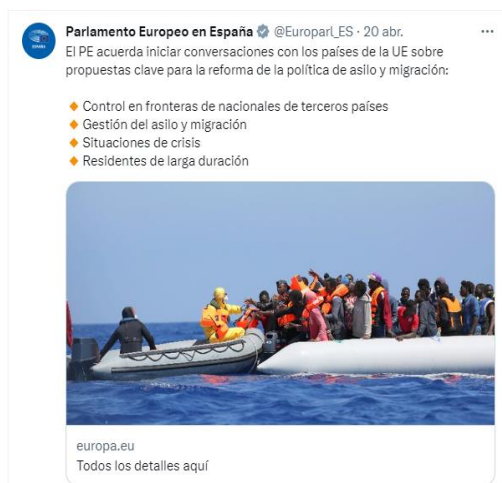 Parlamento Europeo en España @Europarl_ES · 20 abr.
El PE acuerda iniciar conversaciones con los países de la UE sobre
propuestas clave para la reforma de la política de asilo y migración:
🔸 Control en fronteras de nacionales de terceros países
🔸 Gestión del asilo y migración
🔸 Situaciones de crisis
🔸 Residentes de larga duración
europa.eu
Todos los detalles aquí